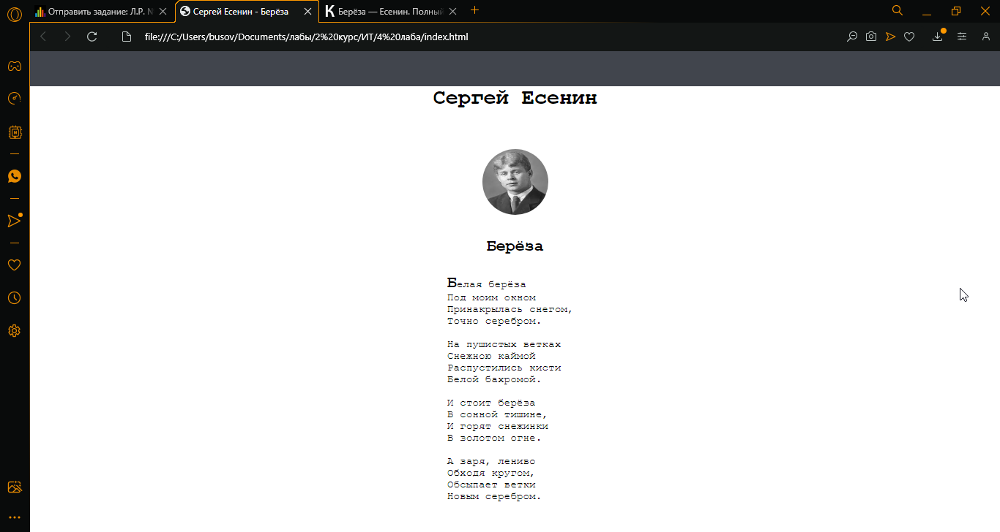 Отправить задание: Л.Р. N
Сергей Есенин - Берёза
Берёза — Есенин. Полный
file:///C:/Users/busov/Documents/лабы/2%20курс/ИТ/4%20лаба/index.html
Сергей Есенин
Берёза
Белая берёза
Под моим окном
Принакрылась снегом,
Точно серебром.
На пушистых ветках
Снежною каймой
Распустились кисти
Белой бахромой.
И стоит берёза
В сонной тишине,
И горят снежинки
В золотом огне.
А заря, лениво
Обходя кругом,
Обсыпает ветки
Новым серебром.